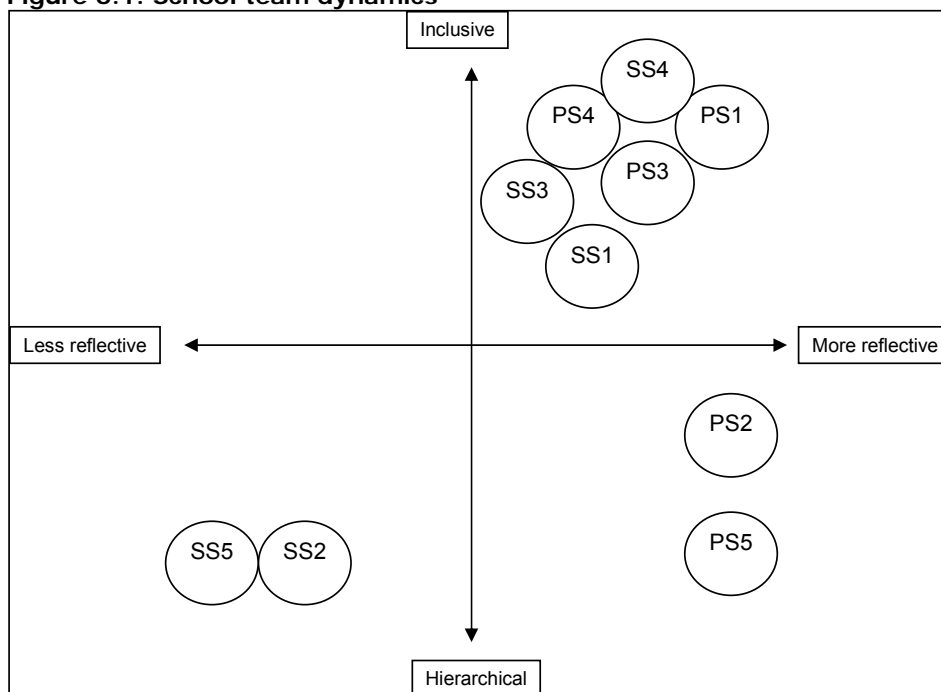 Figure 3.1: School team dynamics
Inclusive
SS4
PS4
PS1
PS3
SS3
SS1
Less reflective
More reflective
PS2
PS5
SS5
SS2
Hierarchical